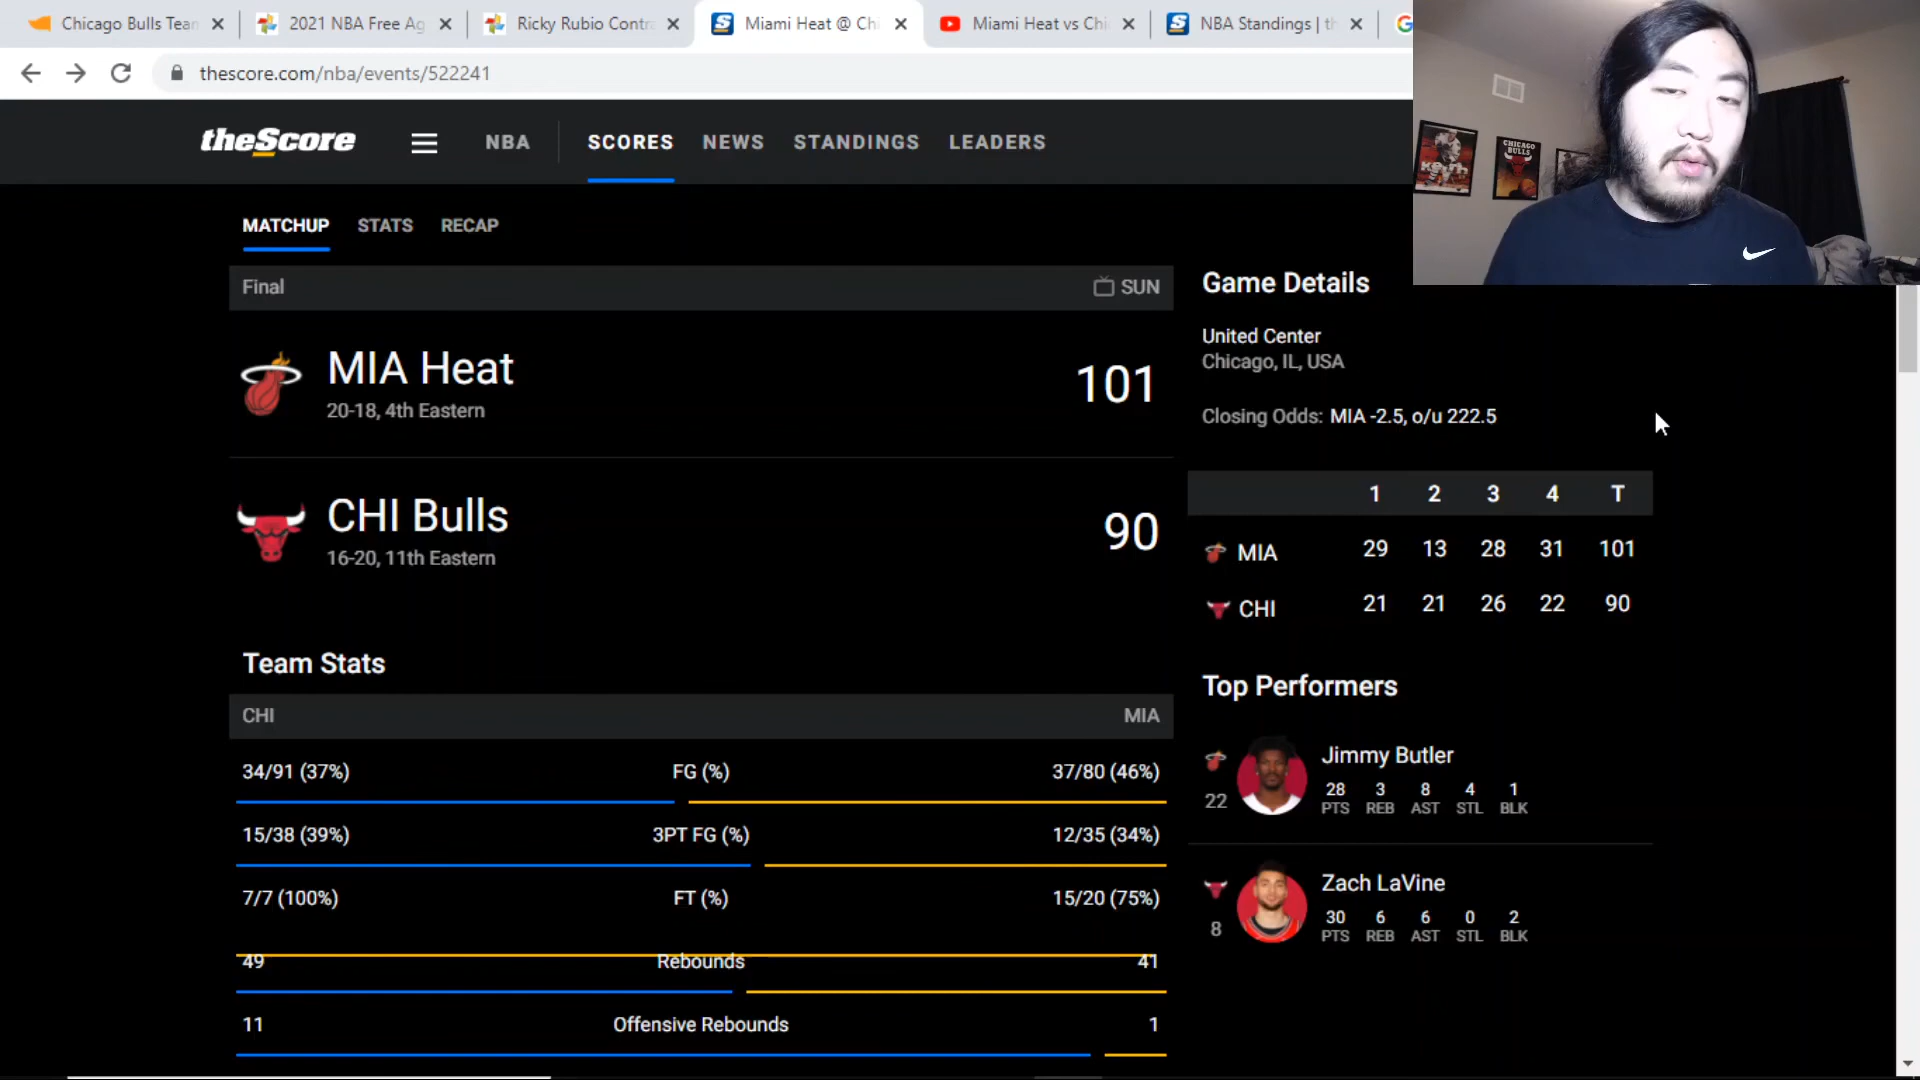 Chicago Bulls Tean
2021 NBA Free Ag
Ricky Rubio Contra
Miami Heat @ Chi
Miami Heat vs Chi
NBA Standings | th
thescore.com/nba/events/522241
theScore
NBA
SCORES
NEWS
STANDINGS
LEADERS
CHICAGO BULLS
MATCHUP
STATS
RECAP
Final
SUN
MIA Heat
101
20-18, 4th Eastern
CHI Bulls
90
16-20, 11th Eastern
Team Stats
CHI MIA
34/91 (37%) FG (%) 37/80 (46%)
15/38 (39%) 3PT FG (%) 12/35 (34%)
7/7 (100%) FT (%) 15/20 (75%)
49 Rebounds 41
11 Offensive Rebounds 1
Game Details
United Center
Chicago, IL, USA
Closing Odds: MIA -2.5, o/u 222.5
1 2 3 4 T
MIA 29 13 28 31 101
CHI 21 21 26 22 90
Top Performers
Jimmy Butler
22
28 3 8 4 1
PTS REB AST STL BLK
Zach LaVine
8
30 6 6 0 2
PTS REB AST STL BLK